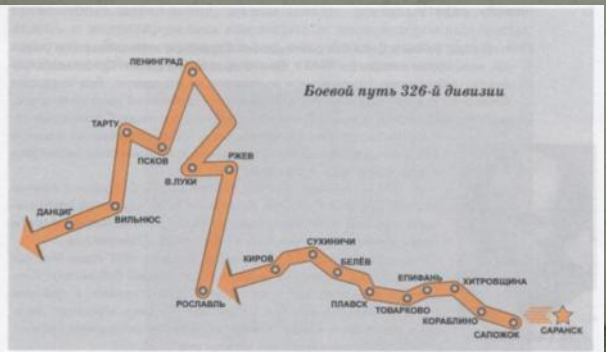 ЛЕНИНГРАД
Боевой путь 326-й дивизии
ТАРТУ
ПСКОВ
РЖЕВ
В.ЛУКИ
ДАНЦИГ
ВИЛЬНЮС
СУХИНИЧИ
КИРОВ
БЕЛЁВ
ЕПИФАНЬ
ХИТРОВЩИНА
РОСЛАВЛЬ
ПЛАВСК
ТОВАРКОВО
КОРАБЛИНО
САПОЖОК
САРАНСК